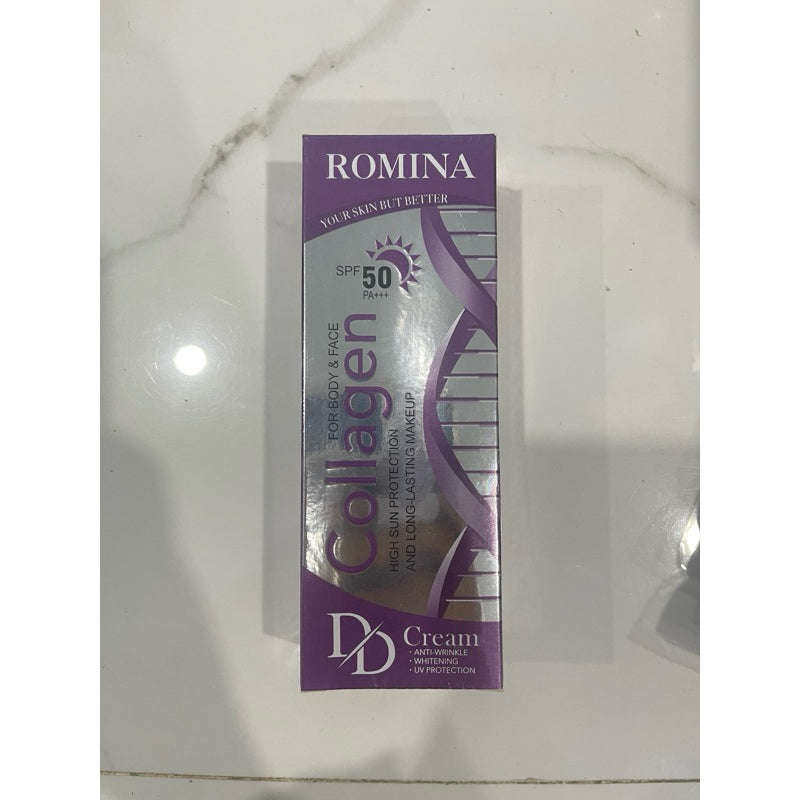 ROMINA
YOUR SKIN BUT BETTER
SPF 50
PA+++
FOR BODY & FACE
Collagen
HIGH SUN PROTECTION
AND LONG-LASTING MAKEUP
DD Cream
• ANTI-WRINKLE
• WHITENING
• UV PROTECTION